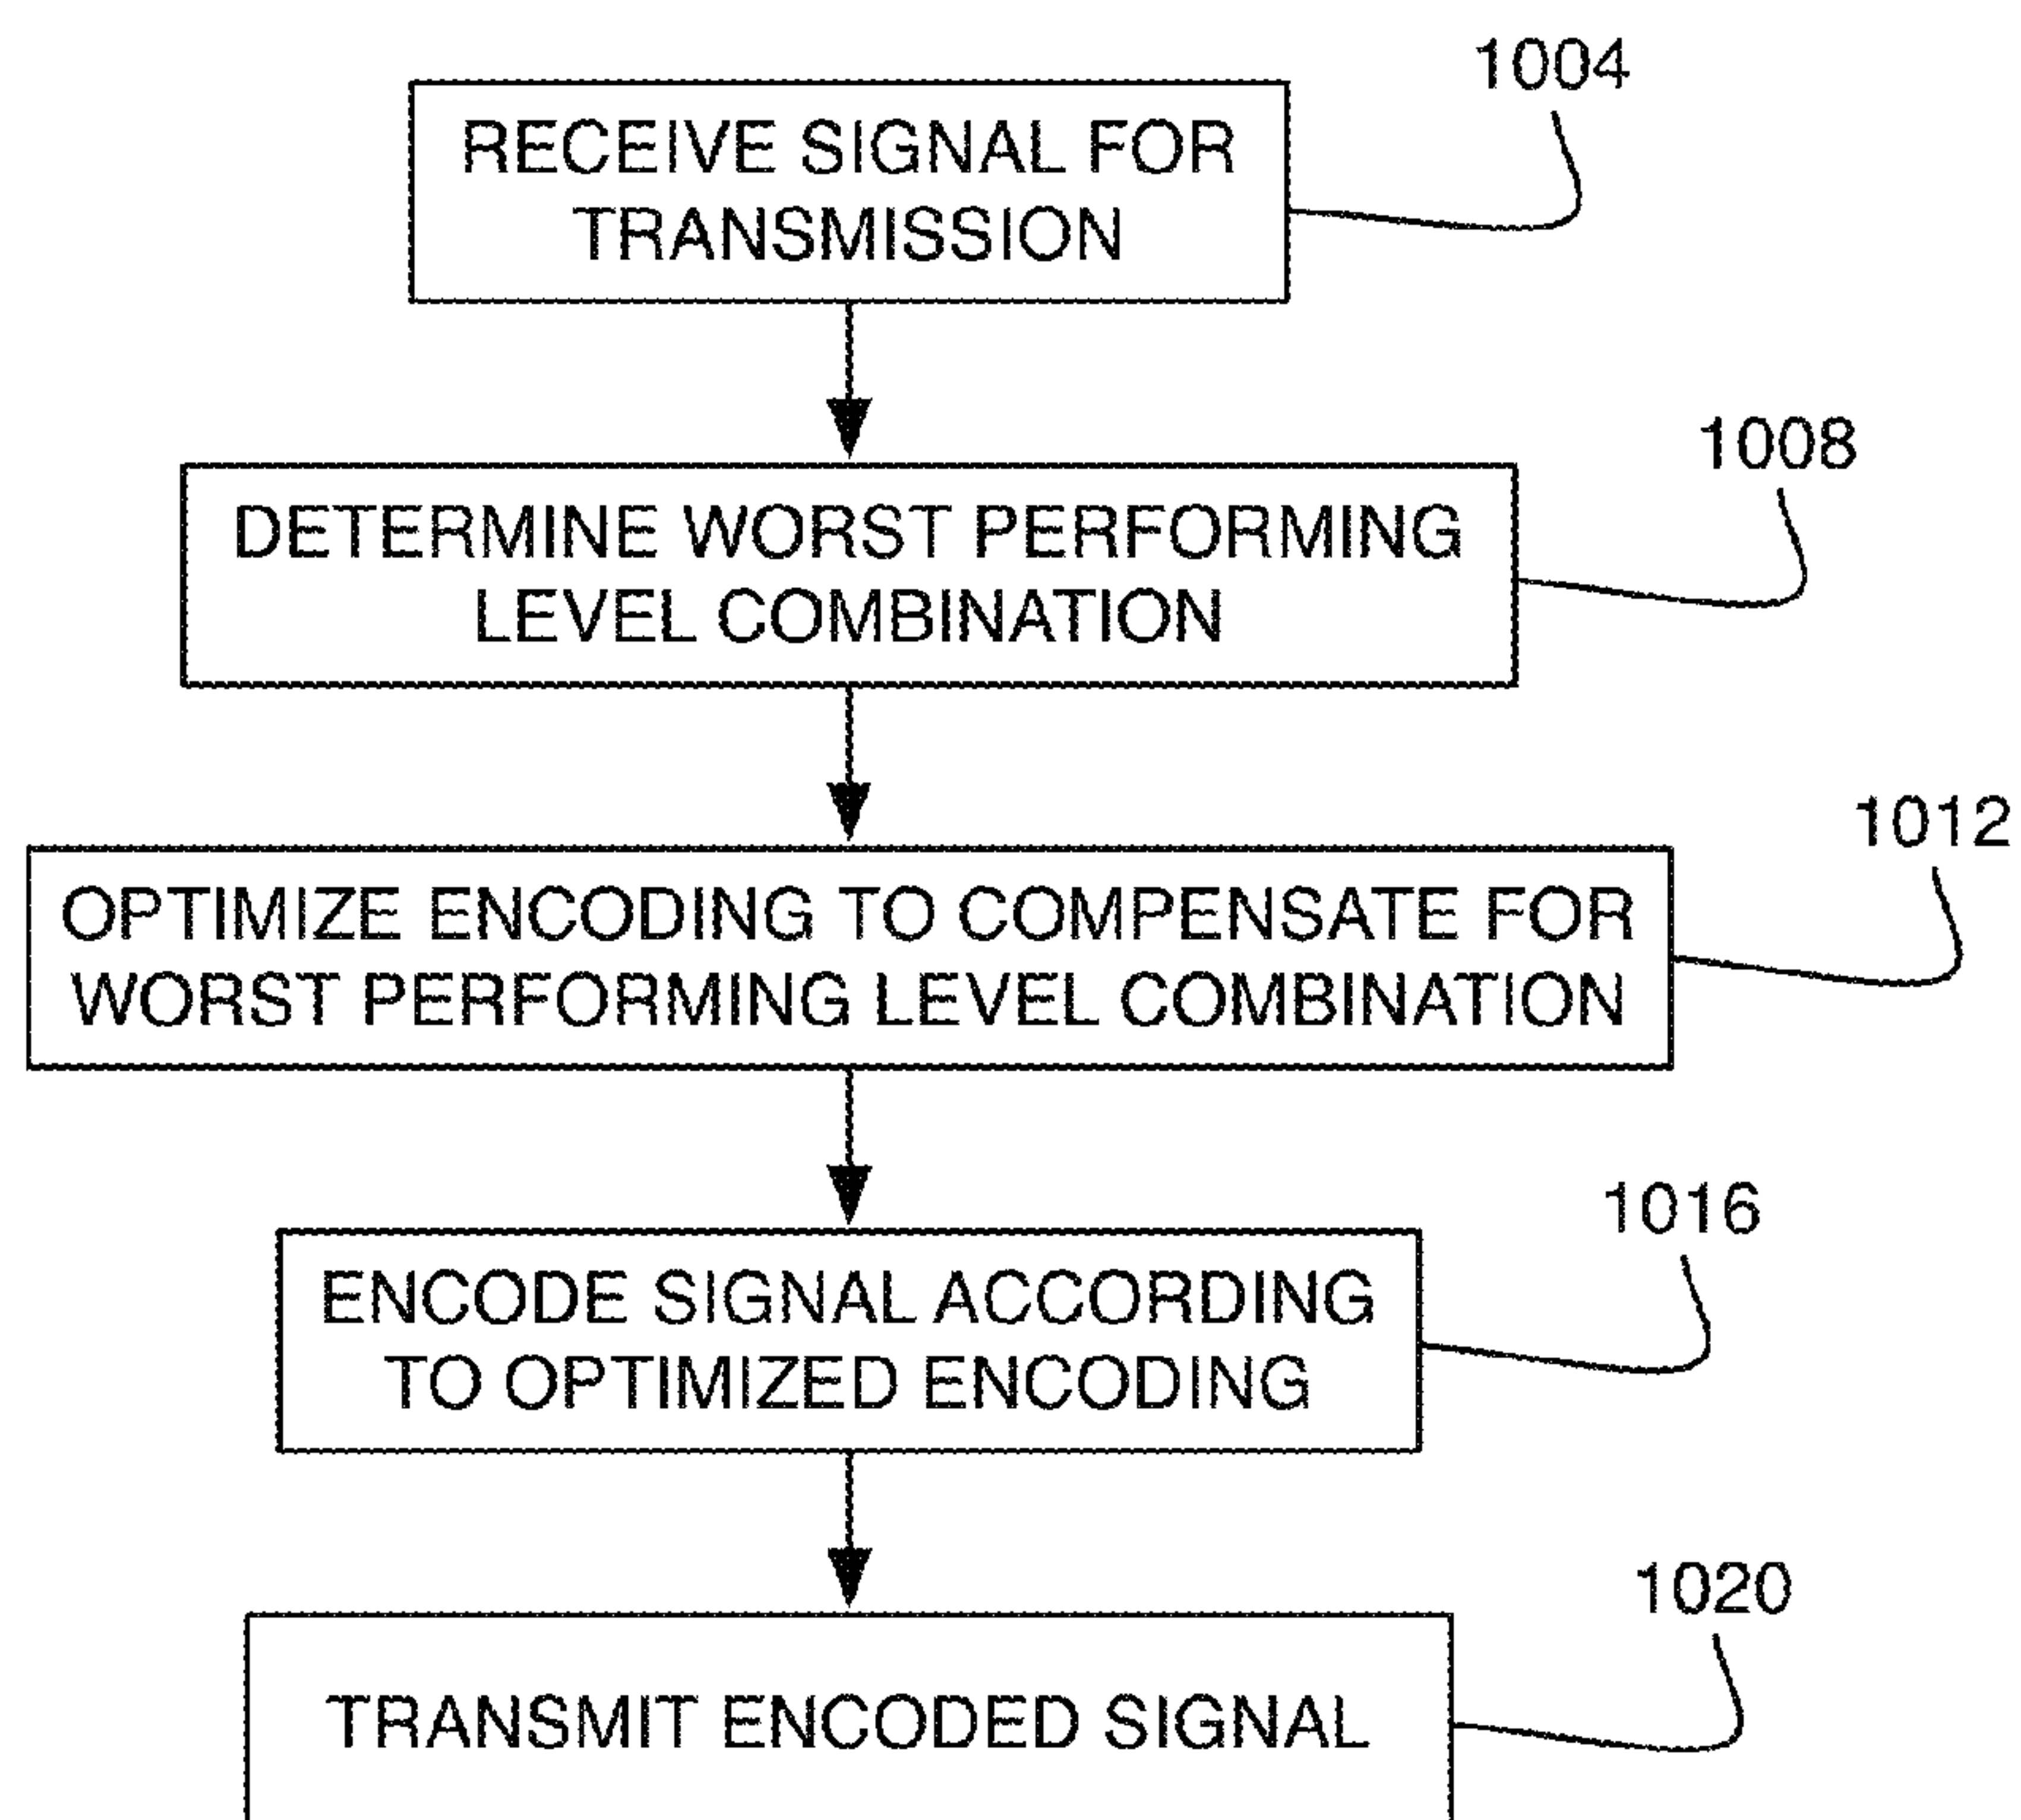 1004
RECEIVE SIGNAL FOR
TRANSMISSION
1008
DETERMINE WORST PERFORMING
LEVEL COMBINATION
1012
OPTIMIZE ENCODING TO COMPENSATE FOR
WORST PERFORMING LEVEL COMBINATION
1016
ENCODE SIGNAL ACCORDING
TO OPTIMIZED ENCODING
1020
TRANSMIT ENCODED SIGNAL